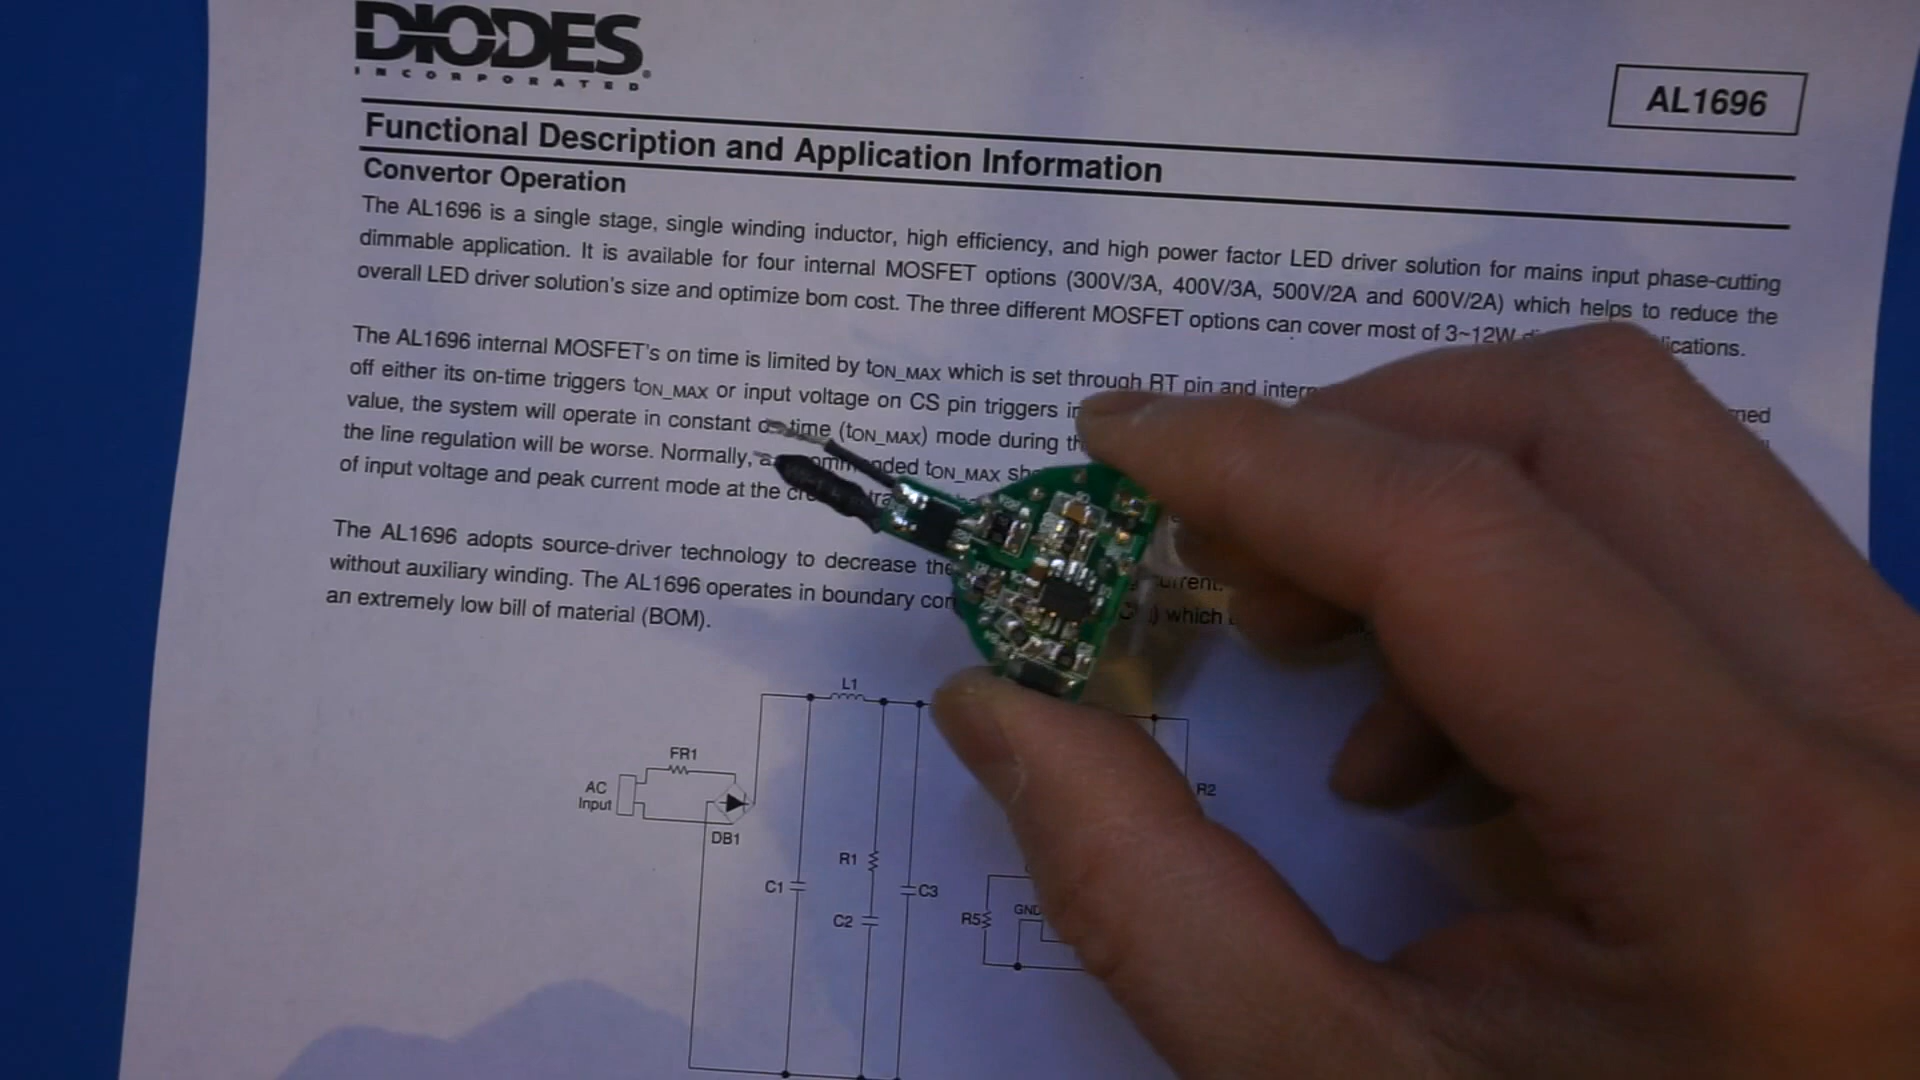 DIODES
INCORPORATED
AL1696
Functional Description and Application Information
Convertor Operation
The AL1696 is a single stage, single winding inductor, high efficiency, and high power factor LED driver solution for mains input phase-cutting
dimmable application. It is available for four internal MOSFET options (300V/3A, 400V/3A, 500V/2A and 600V/2A) which helps to reduce the
overall LED driver solution's size and optimize bom cost. The three different MOSFET options can cover most of 3~12W
The AL1696 internal MOSFET's on time is limited by tON_MAX which is set through RT pin and
off either its on-time triggers tON_MAX or input voltage on CS pin triggers
value, the system will operate in constant time (tON_MAX) mode during
the line regulation will be worse. Normally, tON_MAX
of input voltage and peak current mode at the
The AL1696 adopts source-driver technology to decrease the
without auxiliary winding. The AL1696 operates in boundary which
an extremely low bill of material (BOM).
L1
FR1
AC
Input
DB1
R2
R1
C1
C3
C2
R5
GND